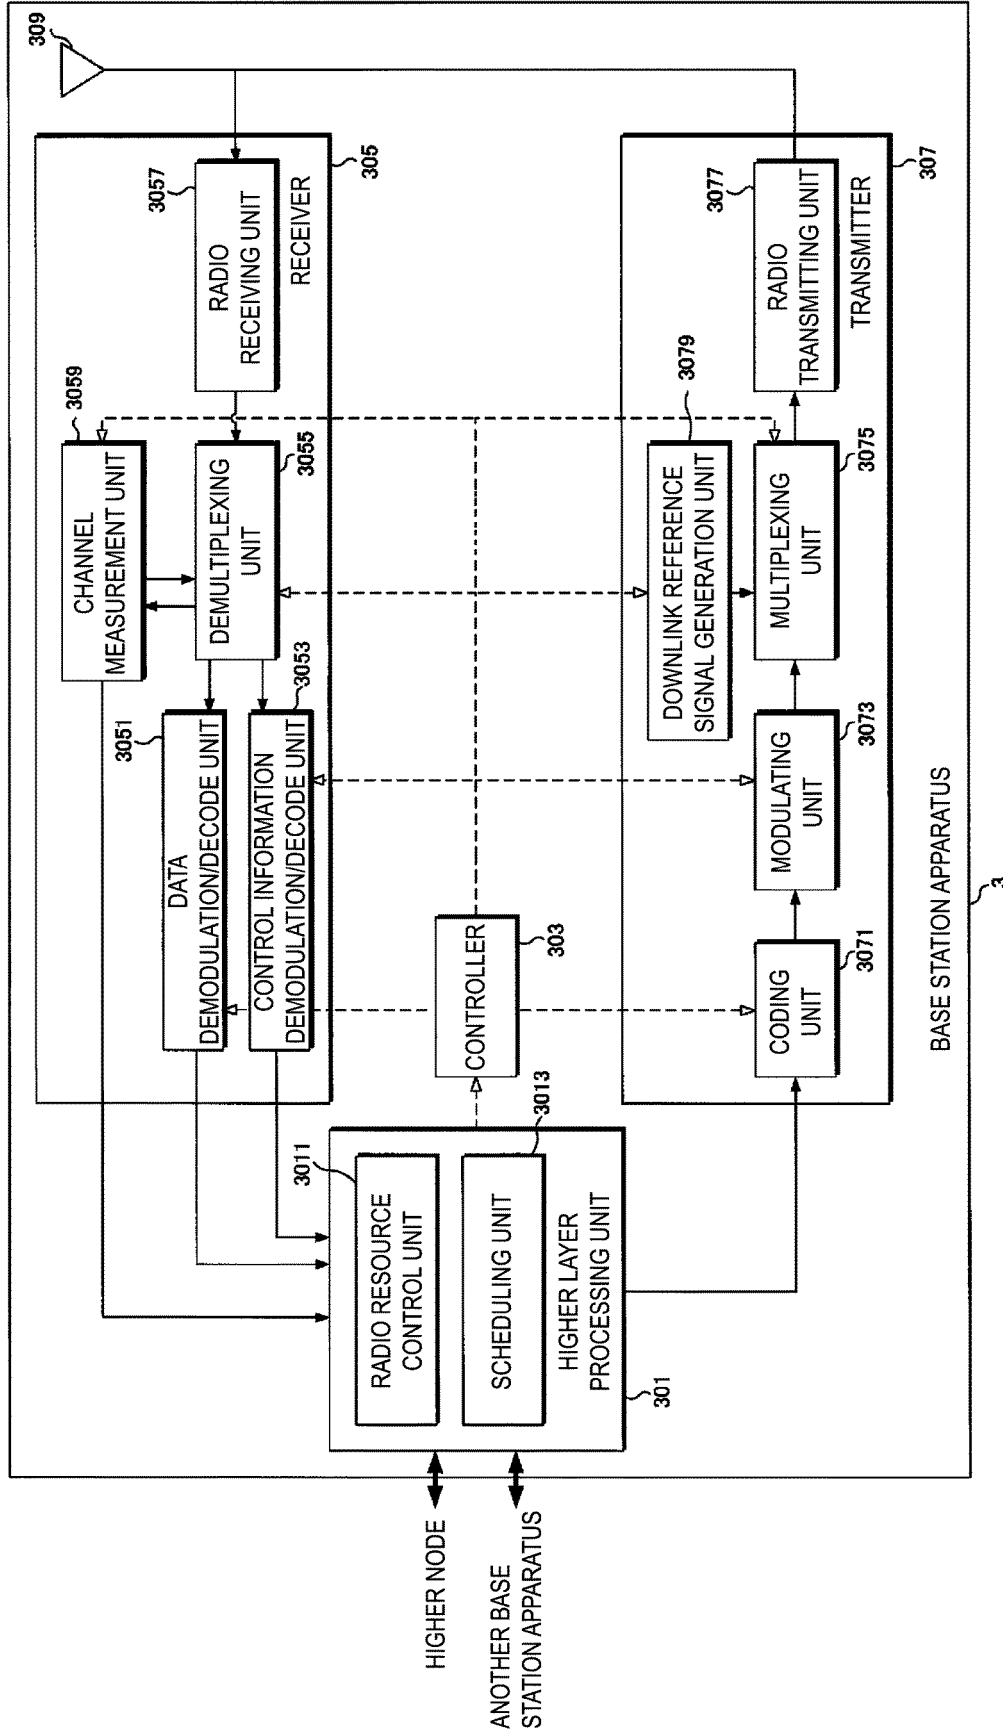 309
3057
RADIO
RECEIVING UNIT
RECEIVER
305
3059
CHANNEL
MEASUREMENT UNIT
3055
DEMULTIPLEXING
UNIT
3051
DATA
DEMODULATION/DECODE UNIT
3053
CONTROL INFORMATION
DEMODULATION/DECODE UNIT
CONTROLLER
303
3011
RADIO RESOURCE
CONTROL UNIT
3013
SCHEDULING UNIT
HIGHER LAYER
PROCESSING UNIT
301
HIGHER NODE
ANOTHER BASE
STATION APPARATUS
3079
DOWNLINK REFERENCE
SIGNAL GENERATION UNIT
CODING
UNIT
3071
MODULATING
UNIT
3073
MULTIPLEXING
UNIT
3075
3077
RADIO
TRANSMITTING UNIT
TRANSMITTER
307
BASE STATION APPARATUS
3